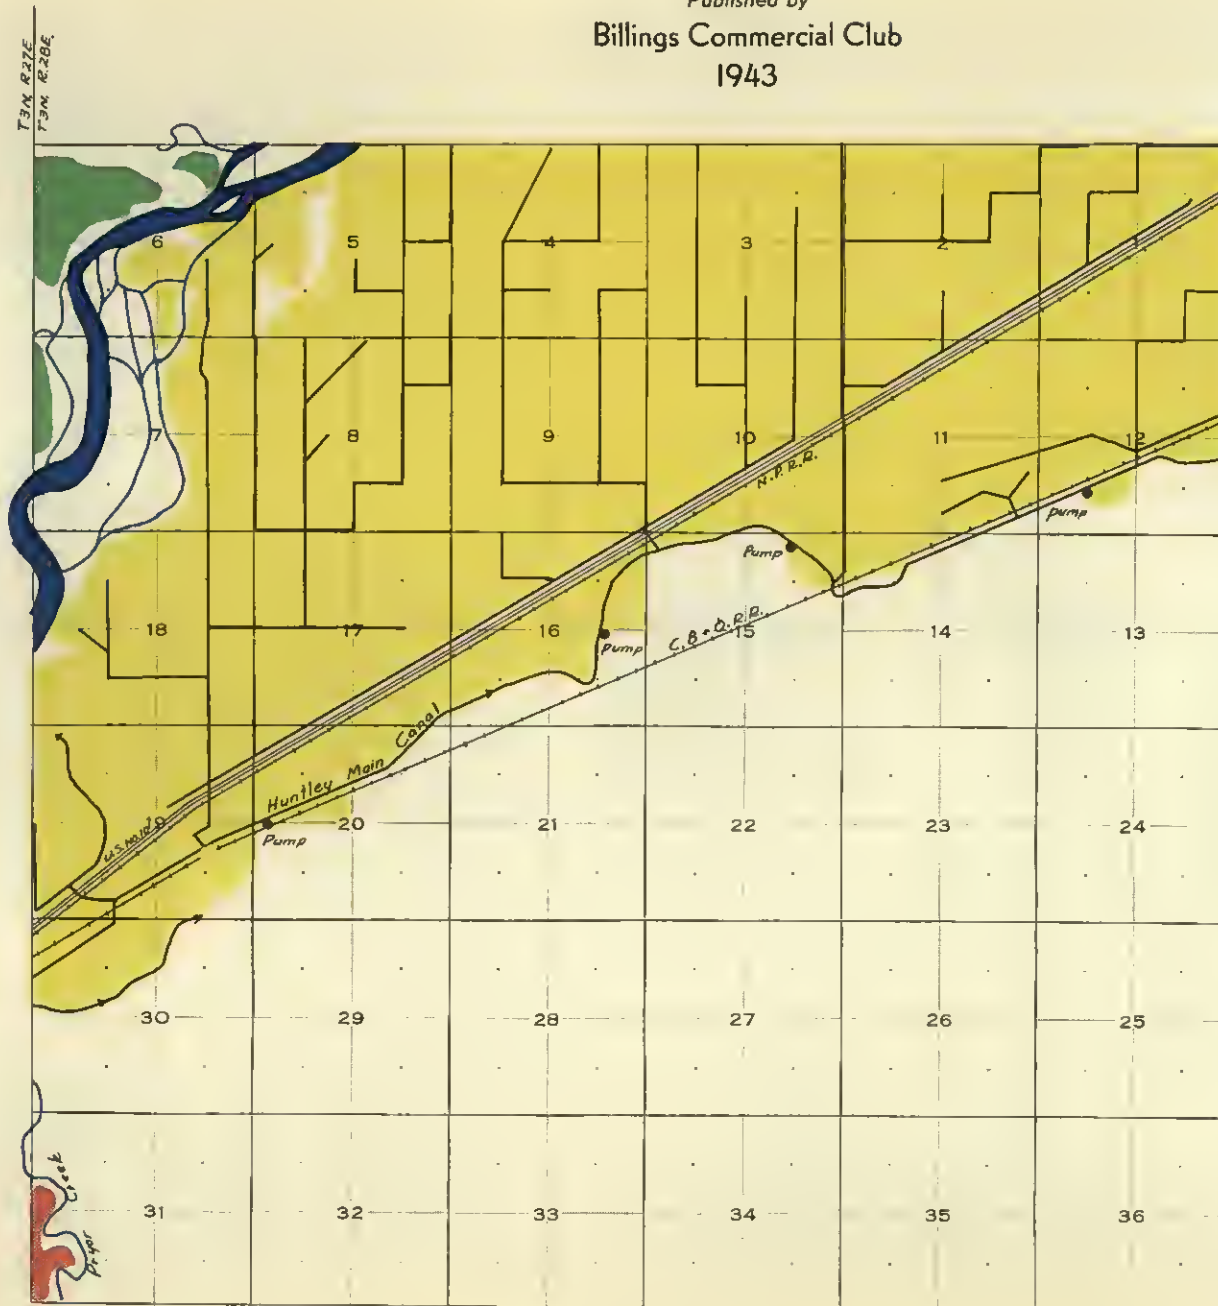 Published by
Billings Commercial Club
1943
T3N, R.27E.
T3N, R.28E.
6
5
4
3
2
1
7
8
9
10
11
12
N.P.R.R.
Pump
Pump
18
17
16
15
14
13
Pump
C.B.+Q.R.R.
Huntley Main Canal
U.S. No. 10
19
20
21
22
23
24
Pump
30
29
28
27
26
25
31
32
33
34
35
36
Pryor Creek